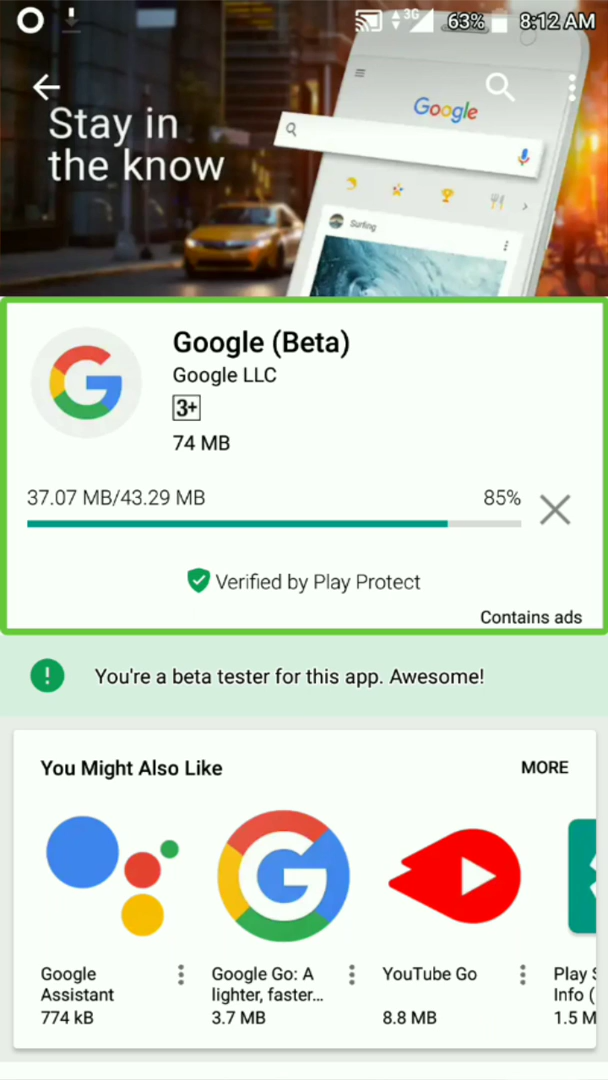 3G 63% 8:12 AM
Stay in
the know
Google
Surfing
Google (Beta)
Google LLC
3+
74 MB
37.07 MB/43.29 MB 85%
Verified by Play Protect
Contains ads
You're a beta tester for this app. Awesome!
You Might Also Like MORE
Google
Assistant
774 kB
Google Go: A
lighter, faster...
3.7 MB
YouTube Go
8.8 MB
Play
Info (
1.5 M